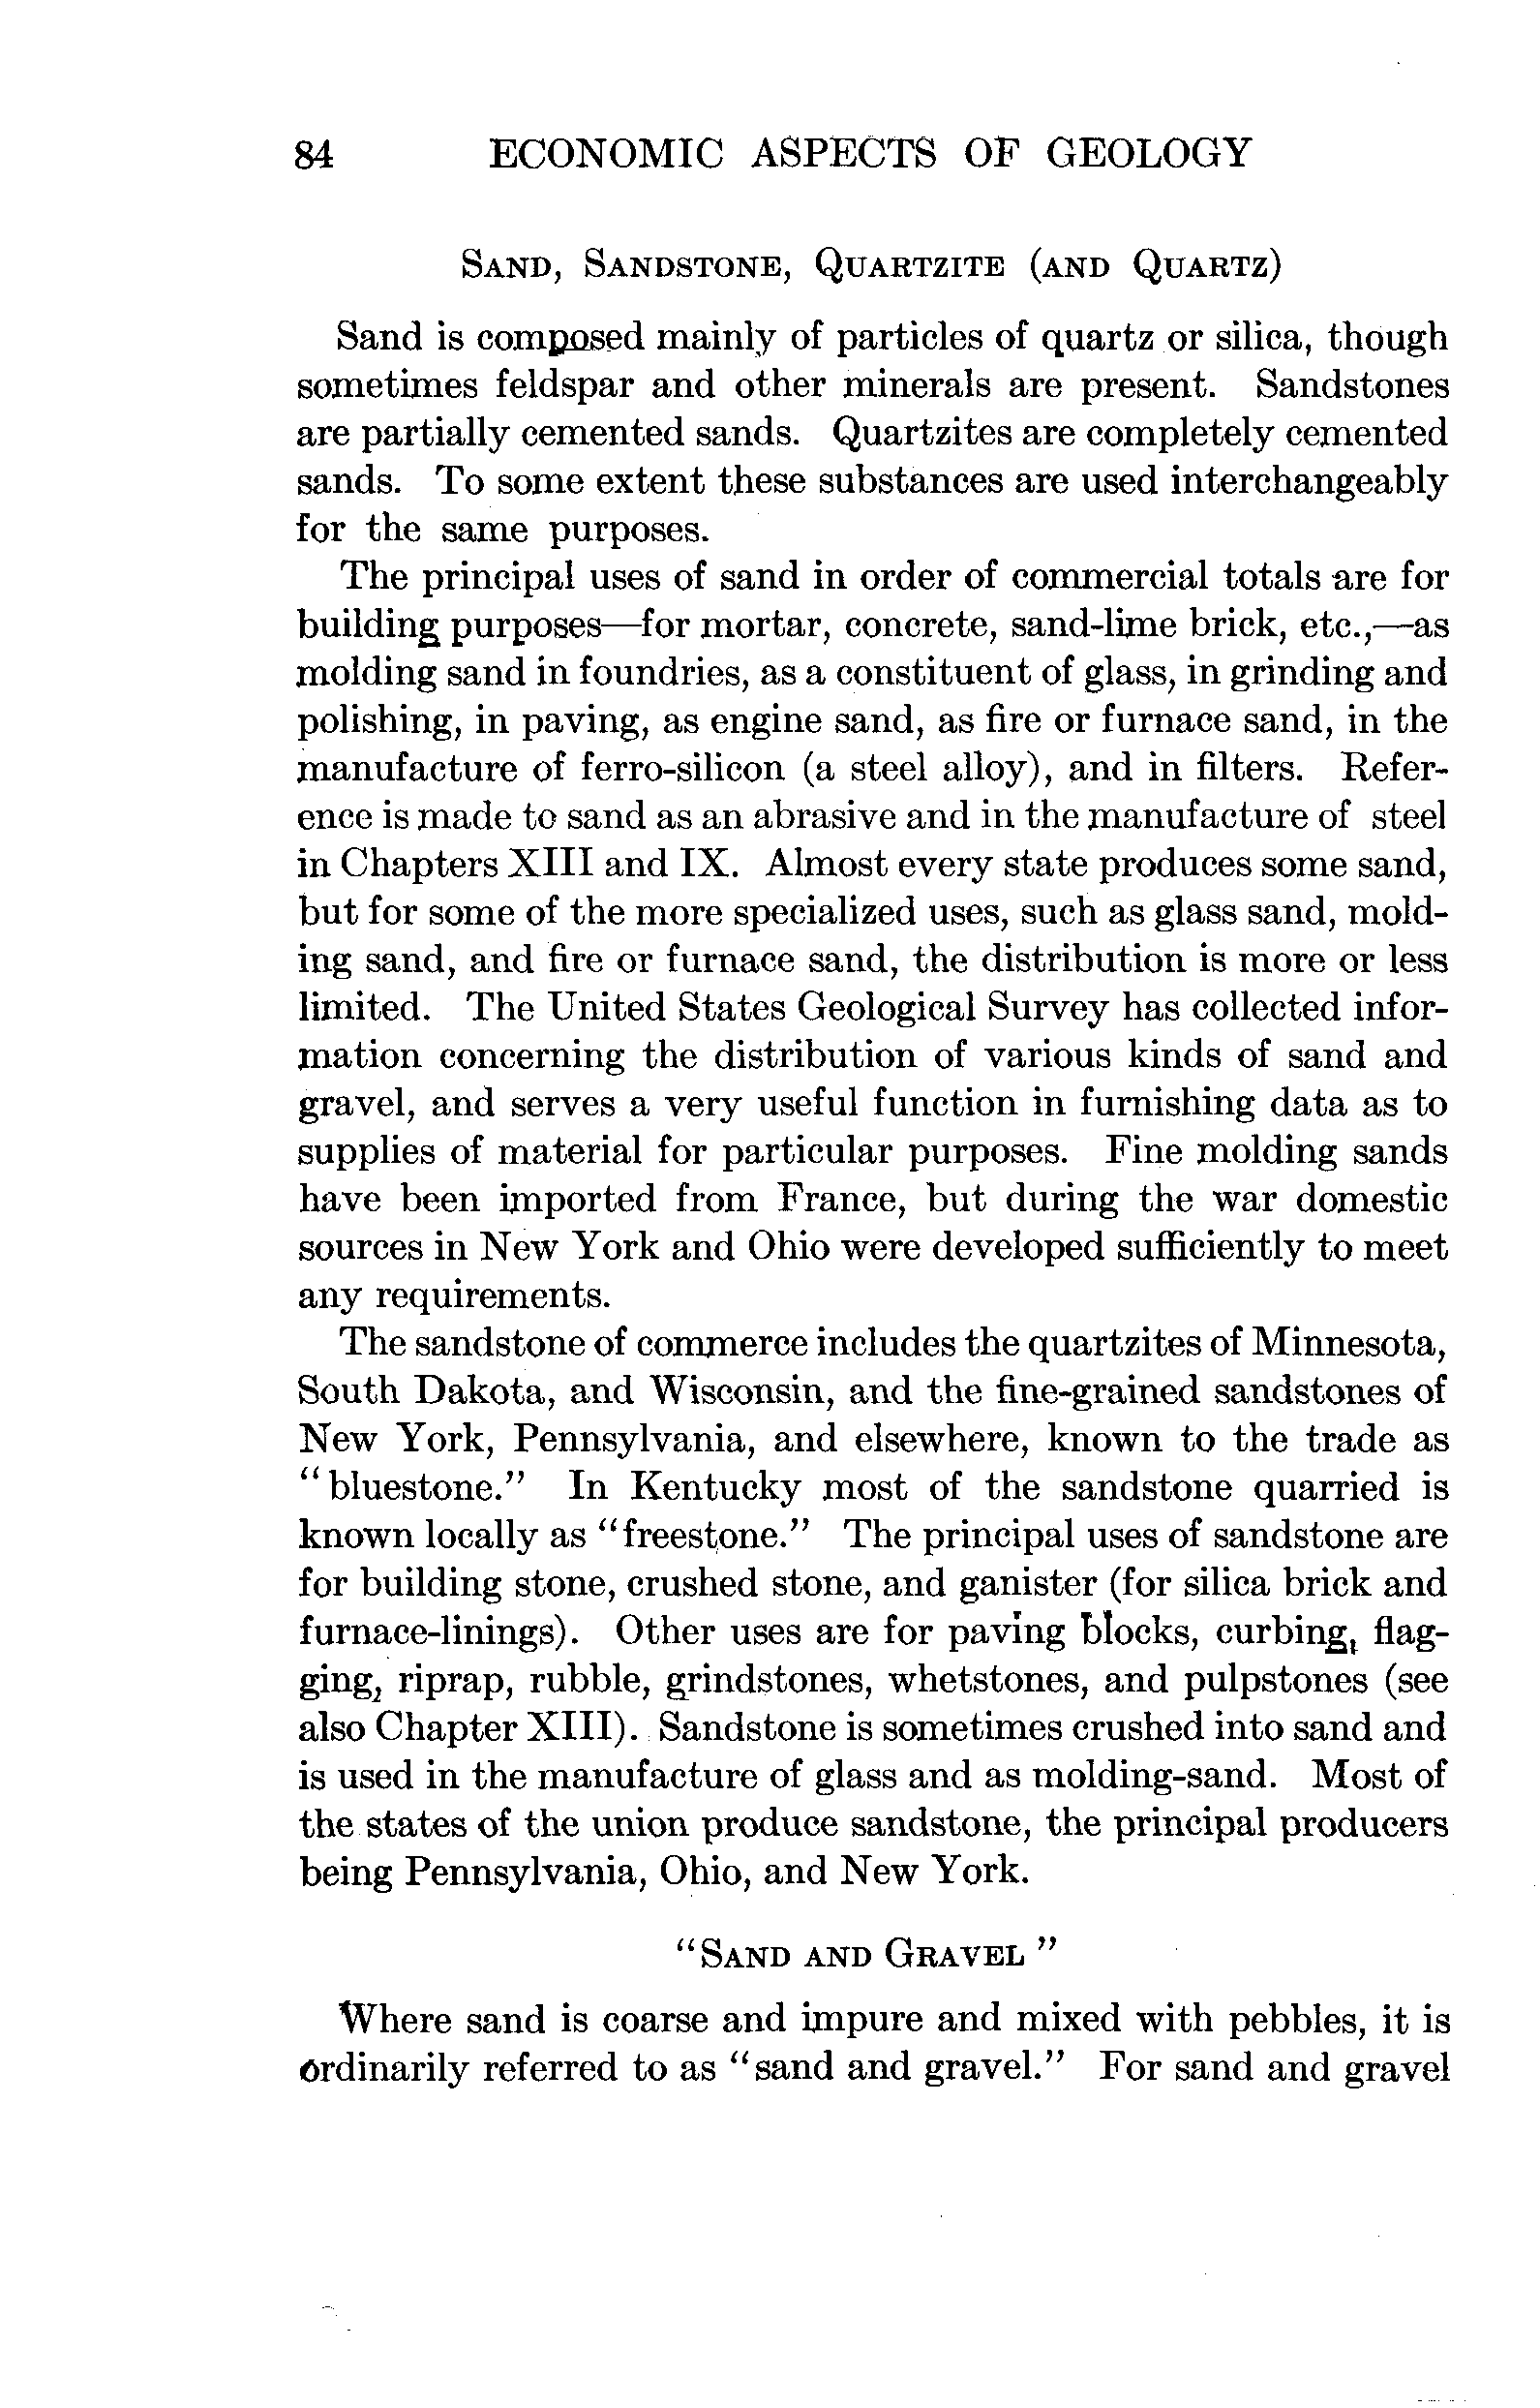 84 ECONOMIC ASPECTS OF GEOLOGY
SAND, SANDSTONE, QUARTZITE (AND QUARTZ)
Sand is composed mainly of particles of quartz or silica, though
sometimes feldspar and other minerals are present. Sandstones
are partially cemented sands. Quartzites are completely cemented
sands. To some extent these substances are used interchangeably
for the same purposes.
The principal uses of sand in order of commercial totals are for
building purposes—for mortar, concrete, sand-lime brick, etc.,—as
molding sand in foundries, as a constituent of glass, in grinding and
polishing, in paving, as engine sand, as fire or furnace sand, in the
manufacture of ferro-silicon (a steel alloy), and in filters. Refer-
ence is made to sand as an abrasive and in the manufacture of steel
in Chapters XIII and IX. Almost every state produces some sand,
but for some of the more specialized uses, such as glass sand, mold-
ing sand, and fire or furnace sand, the distribution is more or less
limited. The United States Geological Survey has collected infor-
mation concerning the distribution of various kinds of sand and
gravel, and serves a very useful function in furnishing data as to
supplies of material for particular purposes. Fine molding sands
have been imported from France, but during the war domestic
sources in New York and Ohio were developed sufficiently to meet
any requirements.
The sandstone of commerce includes the quartzites of Minnesota,
South Dakota, and Wisconsin, and the fine-grained sandstones of
New York, Pennsylvania, and elsewhere, known to the trade as
"bluestone." In Kentucky most of the sandstone quarried is
known locally as "freestone." The principal uses of sandstone are
for building stone, crushed stone, and ganister (for silica brick and
furnace-linings). Other uses are for paving blocks, curbing, flag-
ging, riprap, rubble, grindstones, whetstones, and pulpstones (see
also Chapter XIII). Sandstone is sometimes crushed into sand and
is used in the manufacture of glass and as molding-sand. Most of
the states of the union produce sandstone, the principal producers
being Pennsylvania, Ohio, and New York.
"SAND AND GRAVEL"
Where sand is coarse and impure and mixed with pebbles, it is
ordinarily referred to as "sand and gravel." For sand and gravel